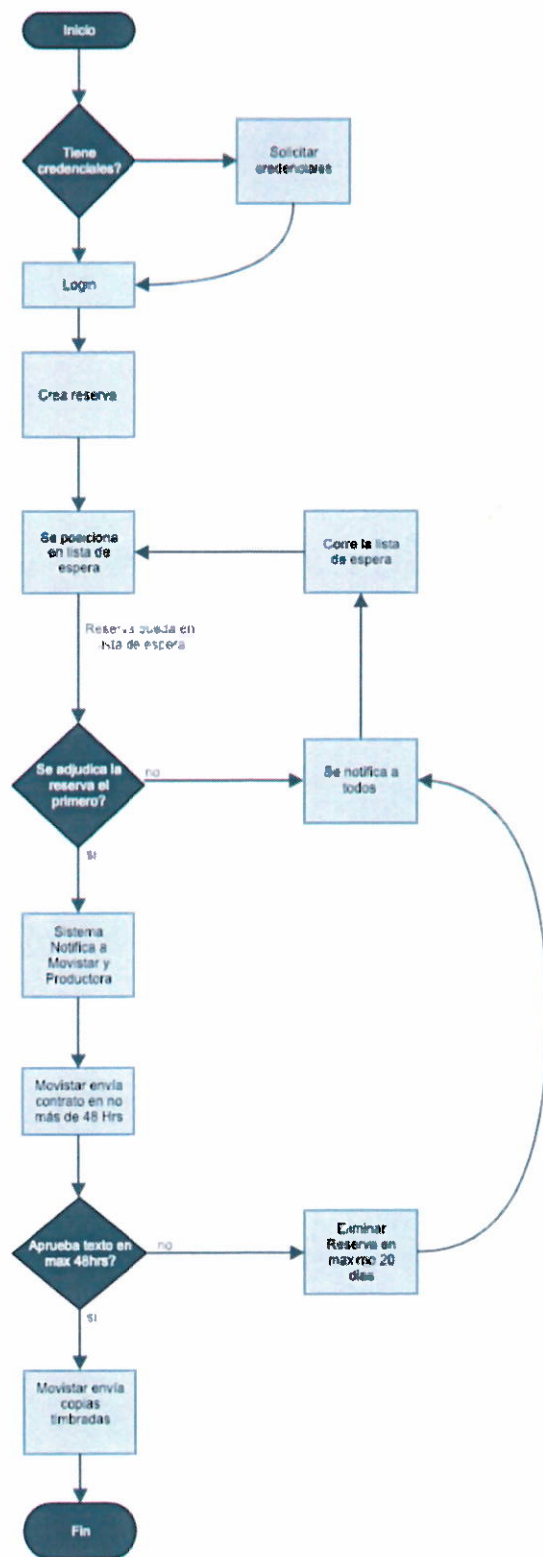 Inicio
Tiene
credenciales?
Solicitar
credenciales
Login
Crea reserva
Se posiciona
en lista de
espera
Corre la lista
de espera
Reserva queda en
lista de espera
Se adjudica la
reserva el
primero?
no
Se notifica a
todos
si
Sistema
Notifica a
Movistar y
Productora
Movistar envía
contrato en no
más de 48 Hrs
Aprueba texto en
max 48hrs?
no
Eliminar
Reserva en
maximo 20
dias
si
Movistar envía
copias
timbradas
Fin